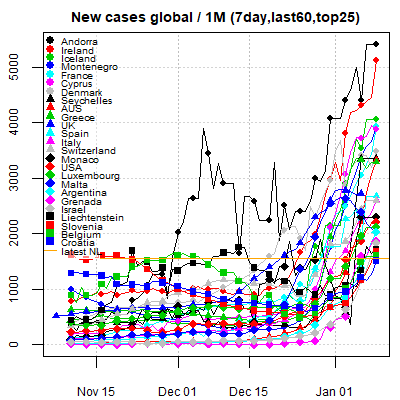 New cases global / 1M (7day,last60,top25)
Andorra
Ireland
Iceland
Montenegro
France
Cyprus
Denmark
Seychelles
AUS
Greece
UK
Spain
Italy
Switzerland
Monaco
USA
Luxembourg
Malta
Argentina
Grenada
Israel
Liechtenstein
Slovenia
Belgium
Croatia
latest NL
0
1000
2000
3000
4000
5000
Nov 15
Dec 01
Dec 15
Jan 01